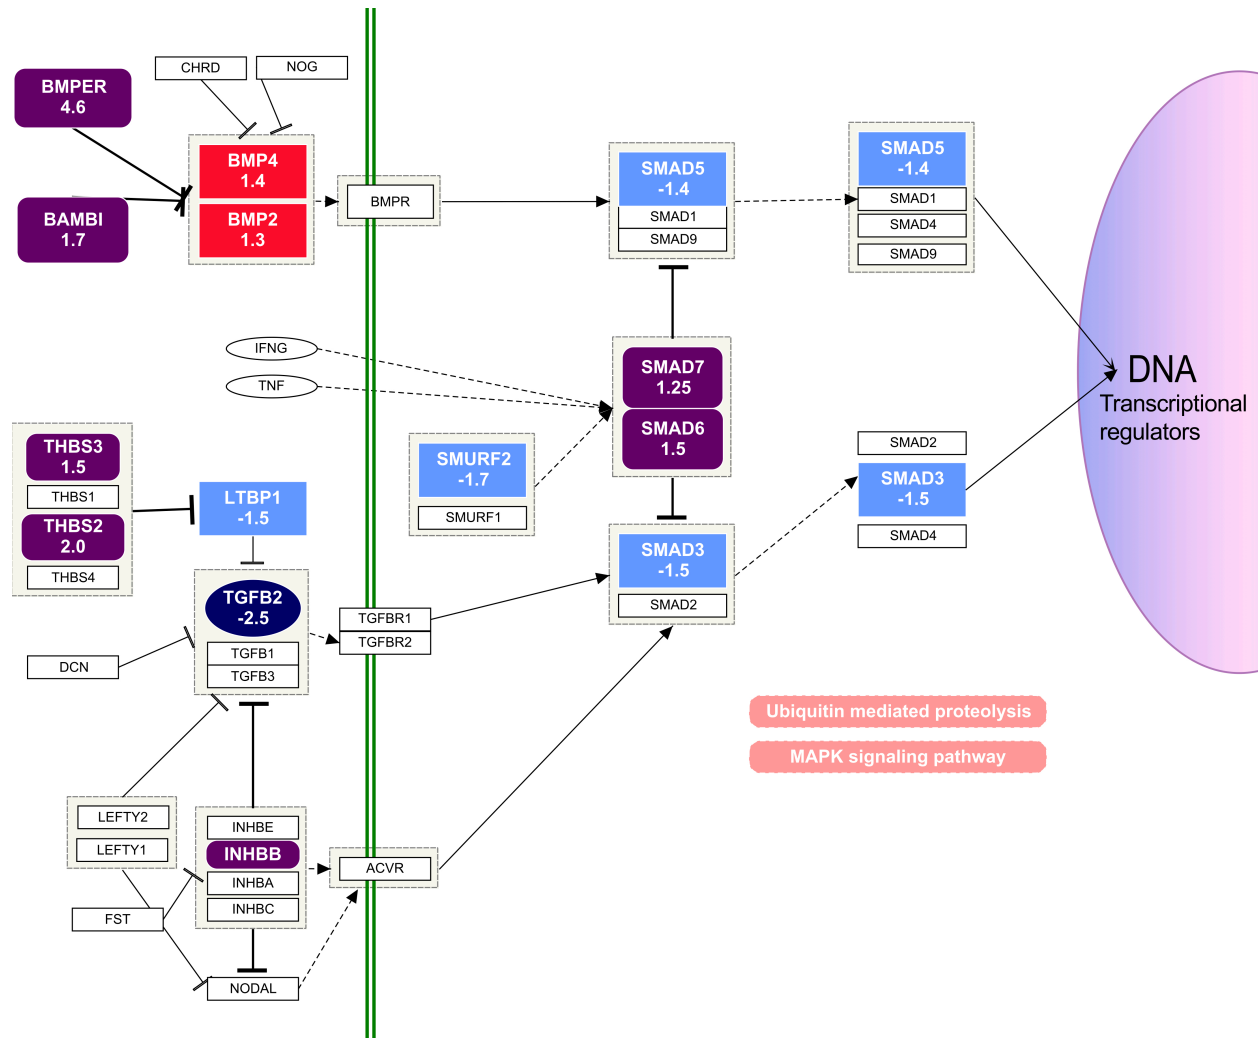 CHRD
NOG
BMPER
4.6
BMP4
1.4
BMP2
1.3
BAMBI
1.7
BMPR
SMAD5
-1.4
SMAD1
SMAD9
SMAD5
-1.4
SMAD1
SMAD4
SMAD9
IFNG
TNF
SMAD7
1.25
SMAD6
1.5
DNA
Transcriptional
regulators
THBS3
1.5
THBS1
THBS2
2.0
THBS4
LTBP1
-1.5
SMURF2
-1.7
SMURF1
SMAD2
SMAD3
-1.5
SMAD4
SMAD3
-1.5
SMAD2
TGFB2
-2.5
TGFB1
TGFB3
TGFBR1
TGFBR2
DCN
Ubiquitin mediated proteolysis
MAPK signaling pathway
LEFTY2
LEFTY1
INHBE
INHBB
INHBA
INHBC
ACVR
FST
NODAL